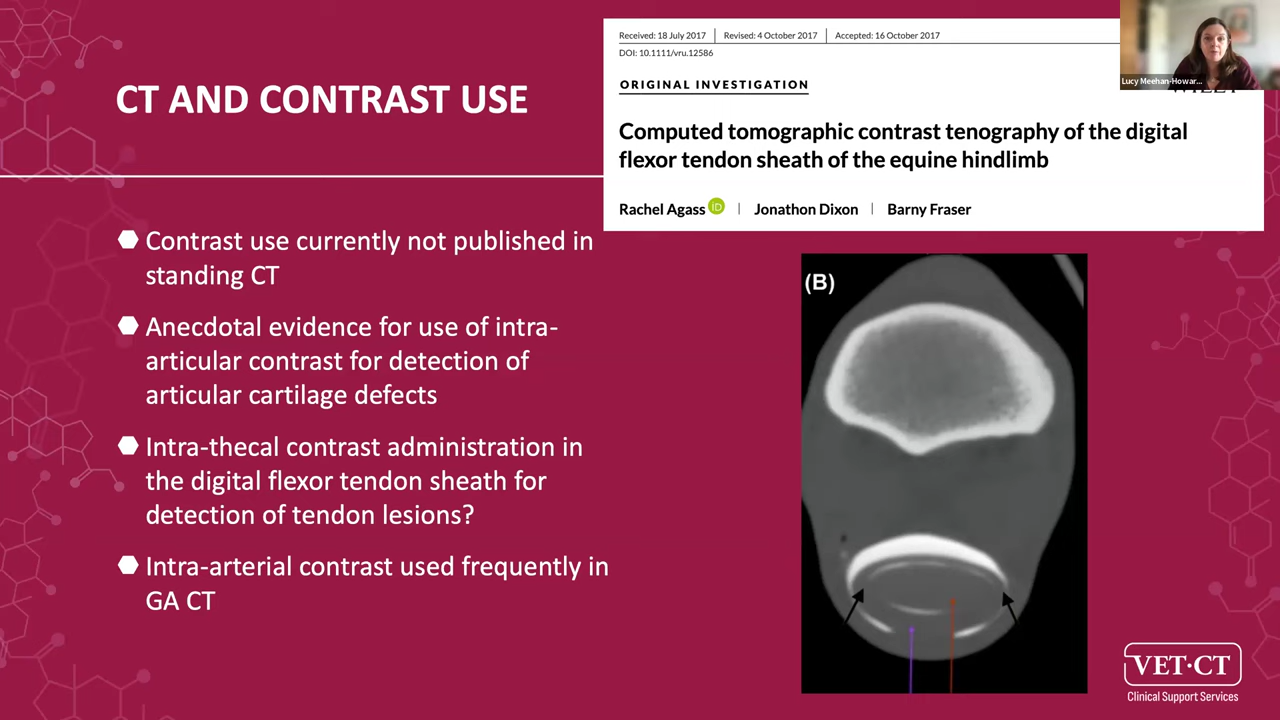 CT AND CONTRAST USE
Contrast use currently not published in
standing CT
Anecdotal evidence for use of intra-
articular contrast for detection of
articular cartilage defects
Intra-thecal contrast administration in
the digital flexor tendon sheath for
detection of tendon lesions?
Intra-arterial contrast used frequently in
GA CT
Received: 18 July 2017 | Revised: 4 October 2017 | Accepted: 16 October 2017
DOI: 10.1111/vru.12586
ORIGINAL INVESTIGATION
Computed tomographic contrast tenography of the digital
flexor tendon sheath of the equine hindlimb
Rachel Agass iD | Jonathon Dixon | Barny Fraser
Lucy Meehan-Howar...
(B)
VET·CT
Clinical Support Services